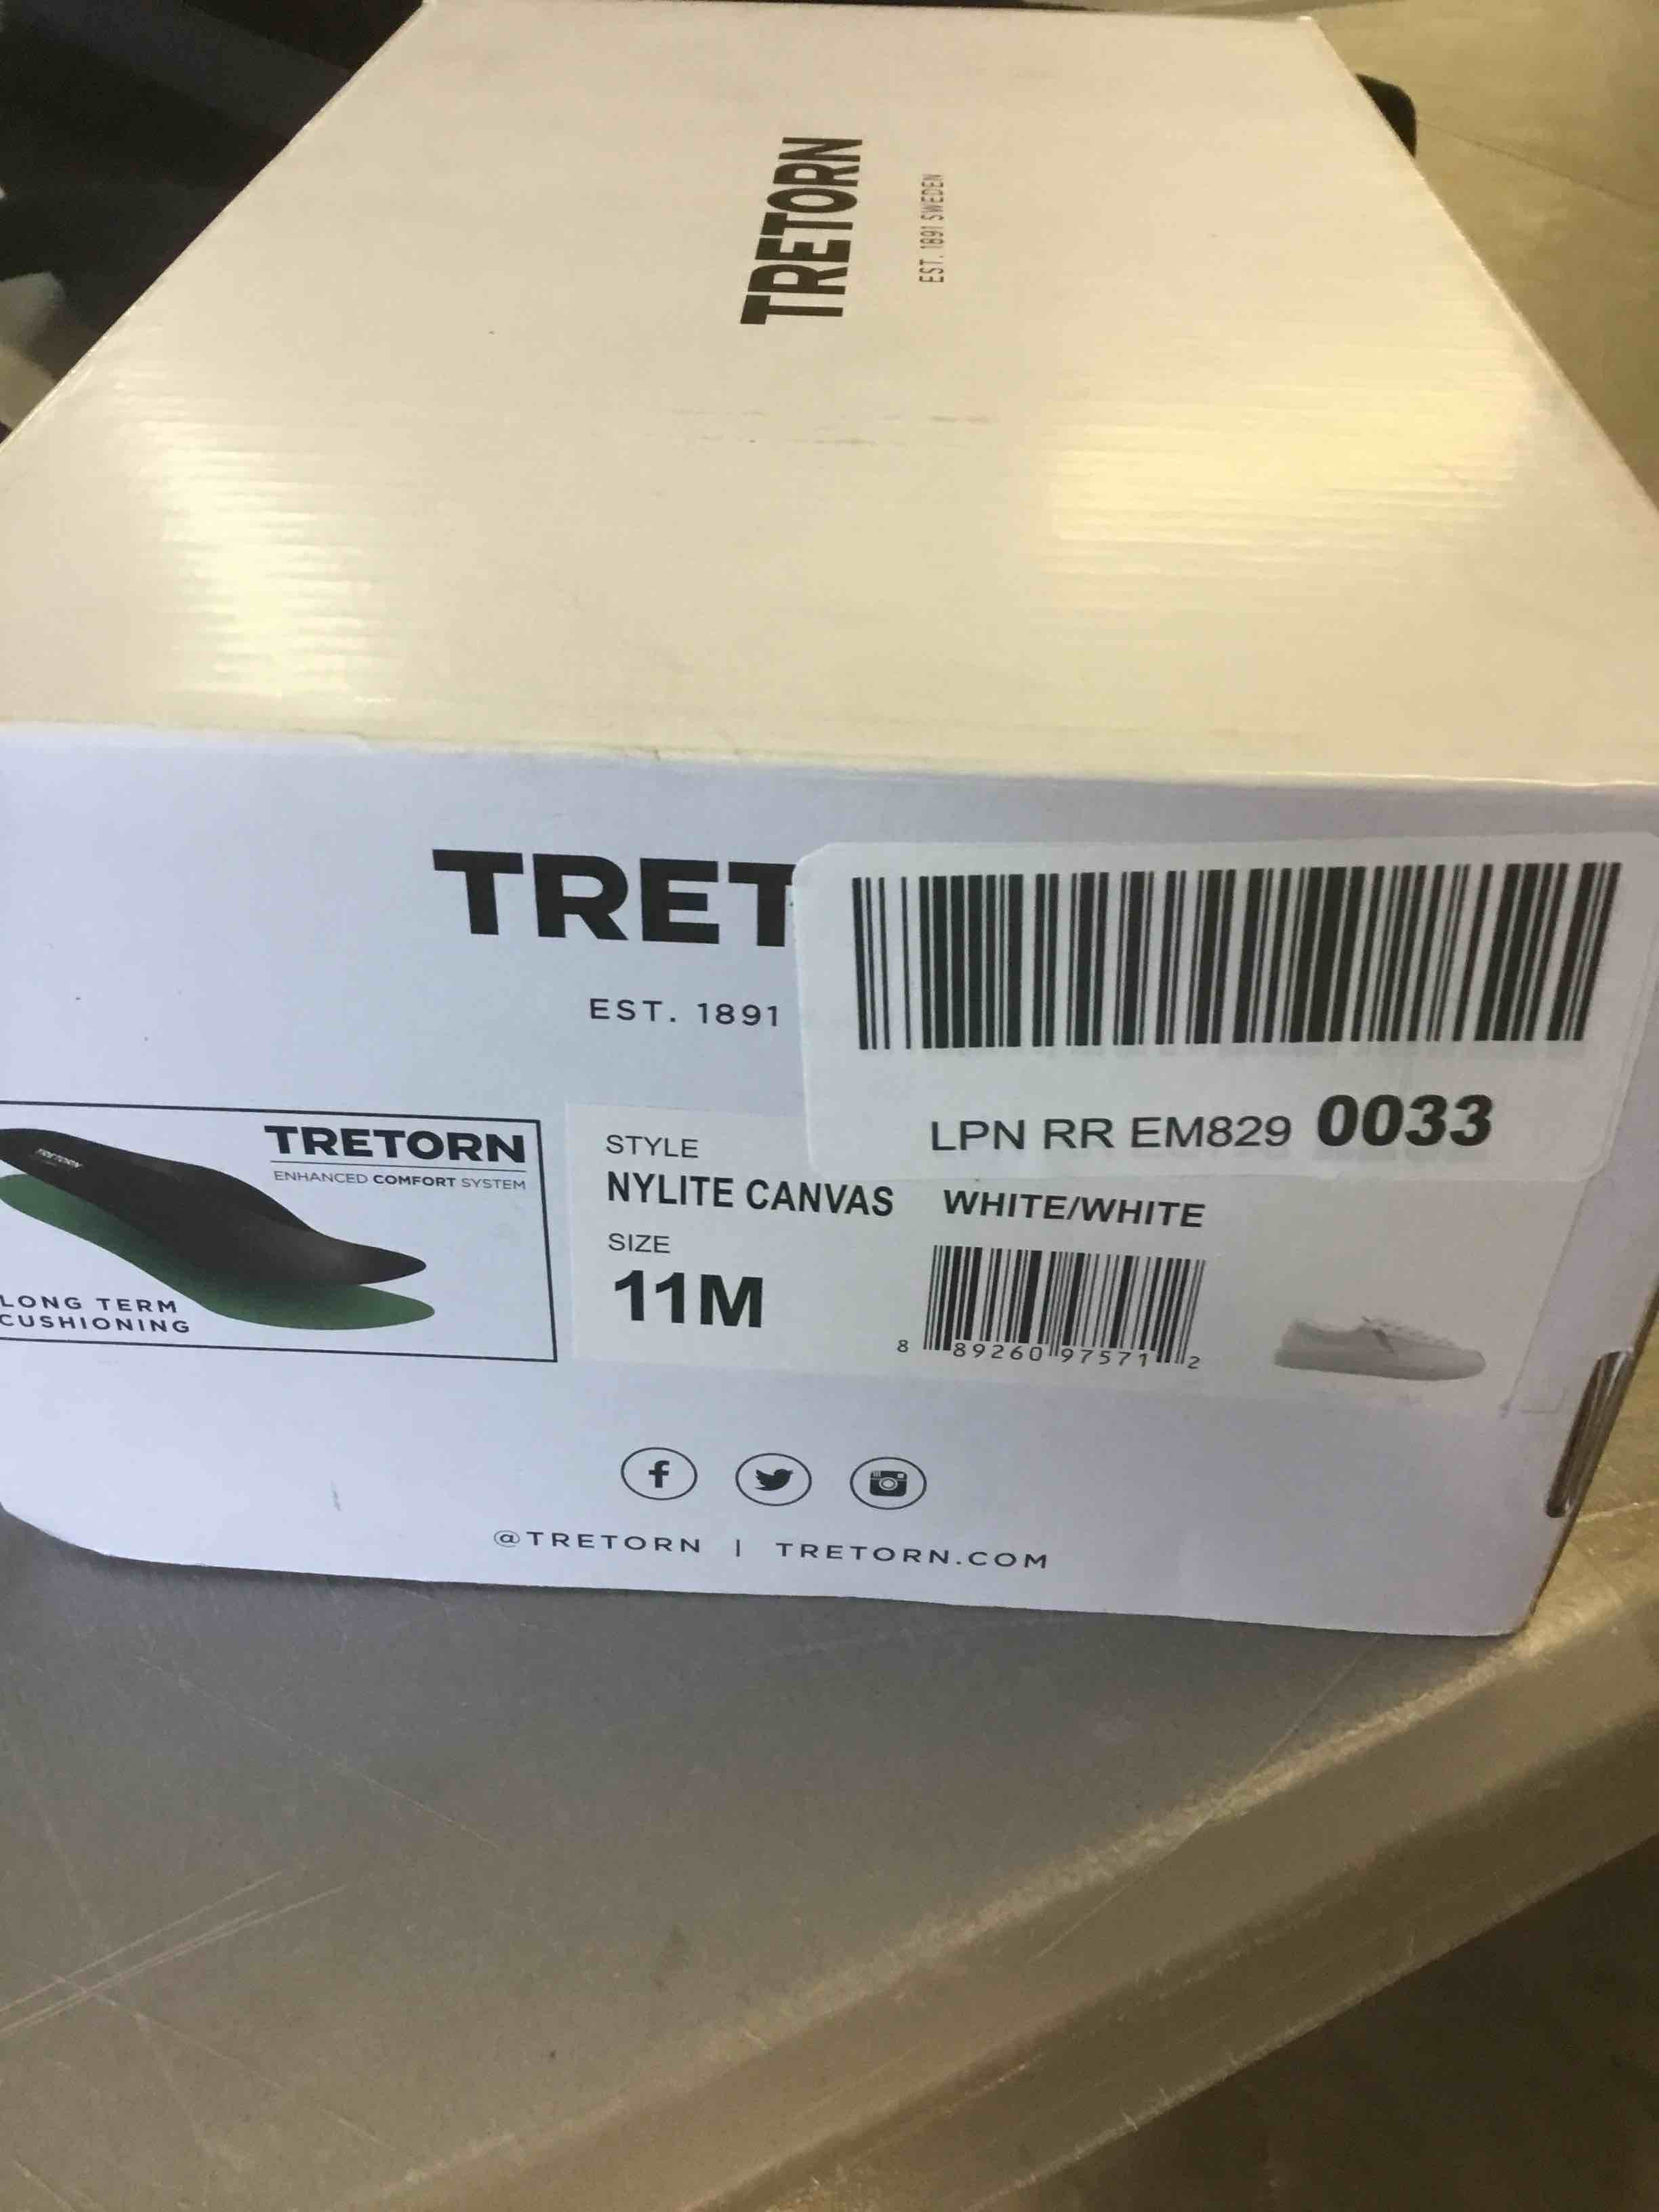 TRETORN
EST. 1891 SWEDEN
TRET
EST. 1891
LPN RR EM829 0033
TRETORN
TRETORN
ENHANCED COMFORT SYSTEM
LONG TERM
CUSHIONING
STYLE
NYLITE CANVAS WHITE/WHITE
SIZE
11M
8 89260 97571 2
f
@TRETORN | TRETORN.COM